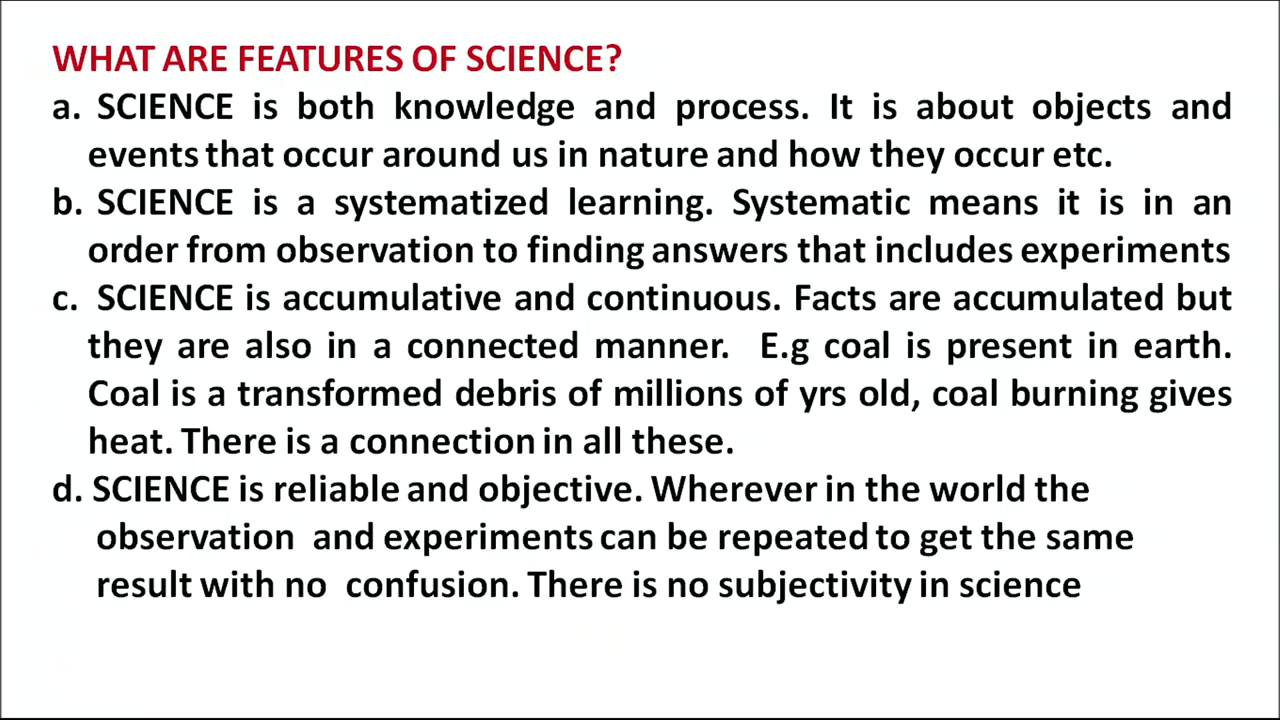 WHAT ARE FEATURES OF SCIENCE?
a. SCIENCE is both knowledge and process. It is about objects and
events that occur around us in nature and how they occur etc.
b. SCIENCE is a systematized learning. Systematic means it is in an
order from observation to finding answers that includes experiments
c. SCIENCE is accumulative and continuous. Facts are accumulated but
they are also in a connected manner. E.g coal is present in earth.
Coal is a transformed debris of millions of yrs old, coal burning gives
heat. There is a connection in all these.
d. SCIENCE is reliable and objective. Wherever in the world the
observation and experiments can be repeated to get the same
result with no confusion. There is no subjectivity in science